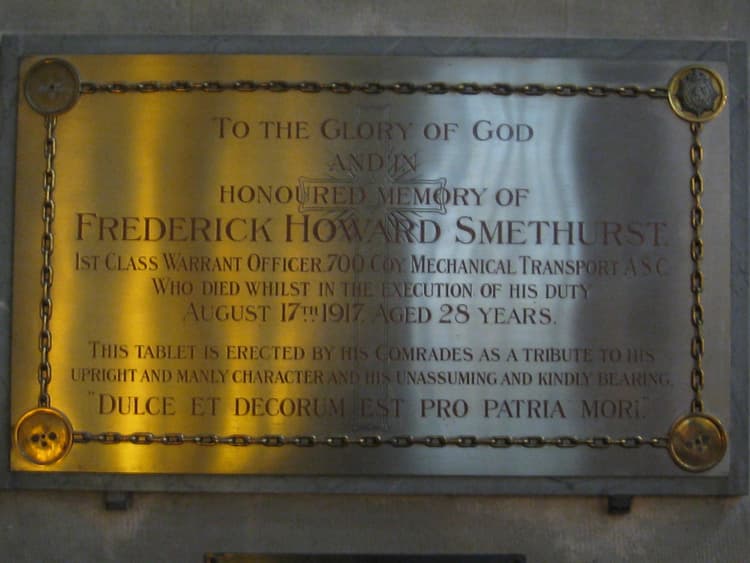 TO THE GLORY OF GOD
AND IN
HONOURED MEMORY OF
FREDERICK HOWARD SMETHURST.
1ST CLASS WARRANT OFFICER. 700 COY MECHANICAL TRANSPORT A.S.C.
WHO DIED WHILST IN THE EXECUTION OF HIS DUTY
AUGUST 17TH 1917. AGED 28 YEARS.
THIS TABLET IS ERECTED BY HIS COMRADES AS A TRIBUTE TO HIS
UPRIGHT AND MANLY CHARACTER AND HIS UNASSUMING AND KINDLY BEARING.
"DULCE ET DECORUM EST PRO PATRIA MORI."